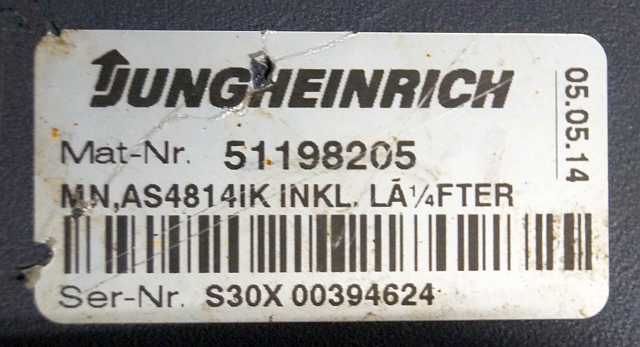 JUNGHEINRICH
05.05.14
Mat-Nr. 51198205
MN,AS4814IK INKL. LÃ¼FTER
Ser-Nr. S30X 00394624